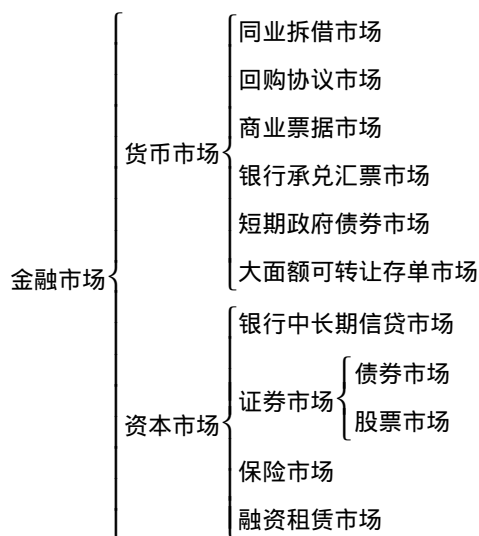 金融市场
货币市场
同业拆借市场
回购协议市场
商业票据市场
银行承兑汇票市场
短期政府债券市场
大面额可转让存单市场
资本市场
银行中长期信贷市场
证券市场
债券市场
股票市场
保险市场
融资租赁市场